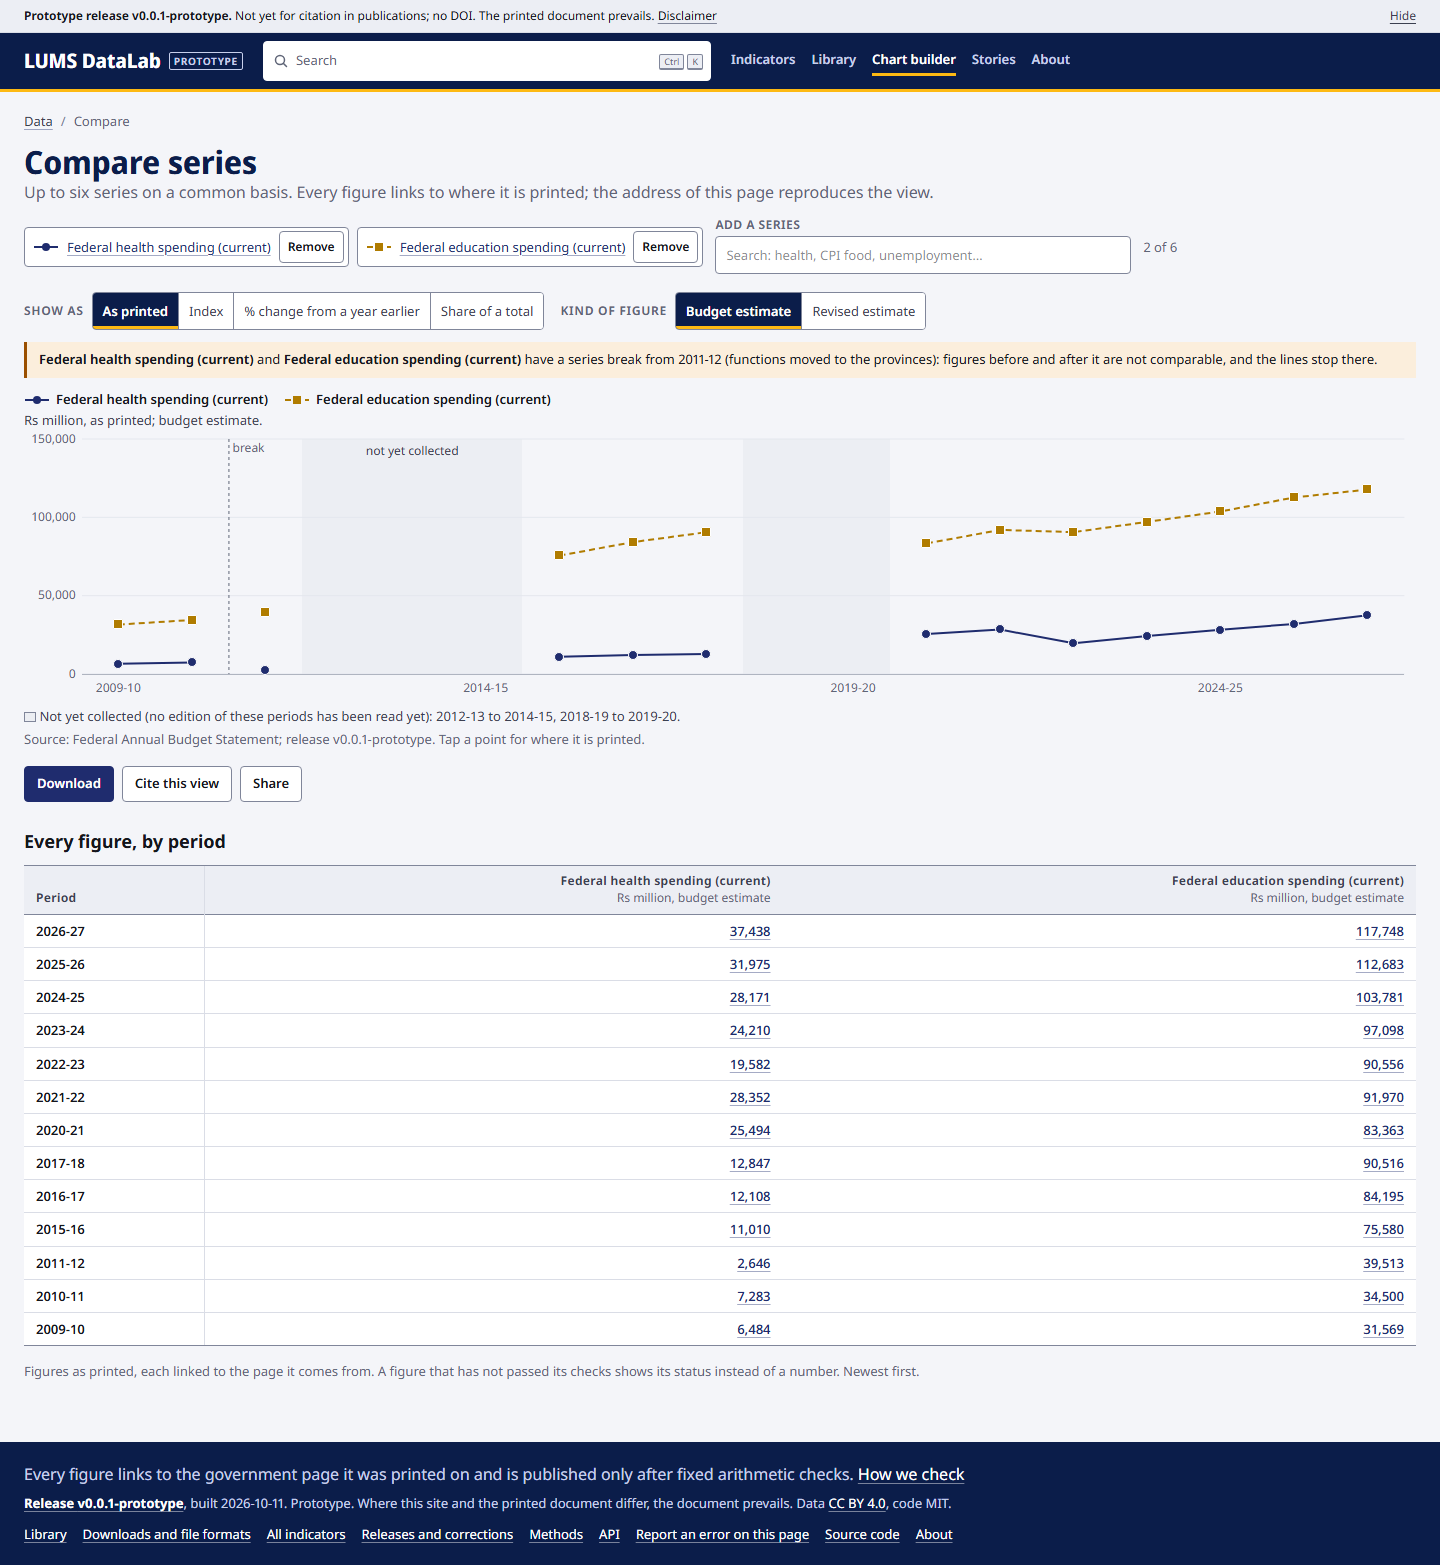 Prototype release v0.0.1-prototype. Not yet for citation in publications; no DOI. The printed document prevails. Disclaimer
Hide
LUMS DataLab PROTOTYPE
Search
Ctrl K
Indicators Library Chart builder Stories About
Data / Compare
Compare series
Up to six series on a common basis. Every figure links to where it is printed; the address of this page reproduces the view.
Federal health spending (current) Remove
Federal education spending (current) Remove
ADD A SERIES
Search: health, CPI food, unemployment...
2 of 6
SHOW AS As printed Index % change from a year earlier Share of a total
KIND OF FIGURE Budget estimate Revised estimate
Federal health spending (current) and Federal education spending (current) have a series break from 2011-12 (functions moved to the provinces): figures before and after it are not comparable, and the lines stop there.
Federal health spending (current) Federal education spending (current)
Rs million, as printed; budget estimate.
150,000
break
not yet collected
100,000
50,000
0
2009-10 2014-15 2019-20 2024-25
Not yet collected (no edition of these periods has been read yet): 2012-13 to 2014-15, 2018-19 to 2019-20.
Source: Federal Annual Budget Statement; release v0.0.1-prototype. Tap a point for where it is printed.
Download Cite this view Share
Every figure, by period
Federal health spending (current) Federal education spending (current)
Period Rs million, budget estimate Rs million, budget estimate
2026-27 37,438 117,748
2025-26 31,975 112,683
2024-25 28,171 103,781
2023-24 24,210 97,098
2022-23 19,582 90,556
2021-22 28,352 91,970
2020-21 25,494 83,363
2017-18 12,847 90,516
2016-17 12,108 84,195
2015-16 11,010 75,580
2011-12 2,646 39,513
2010-11 7,283 34,500
2009-10 6,484 31,569
Figures as printed, each linked to the page it comes from. A figure that has not passed its checks shows its status instead of a number. Newest first.
Every figure links to the government page it was printed on and is published only after fixed arithmetic checks. How we check
Release v0.0.1-prototype, built 2026-10-11. Prototype. Where this site and the printed document differ, the document prevails. Data CC BY 4.0, code MIT.
Library Downloads and file formats All indicators Releases and corrections Methods API Report an error on this page Source code About